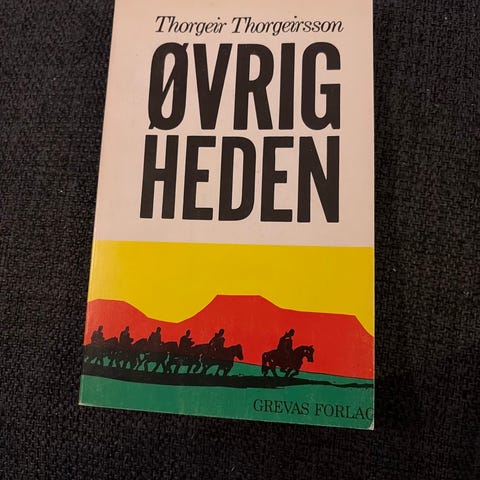 Thorgeir Thorgeirsson
ØVRIG
HEDEN
GREVAS FORLAG